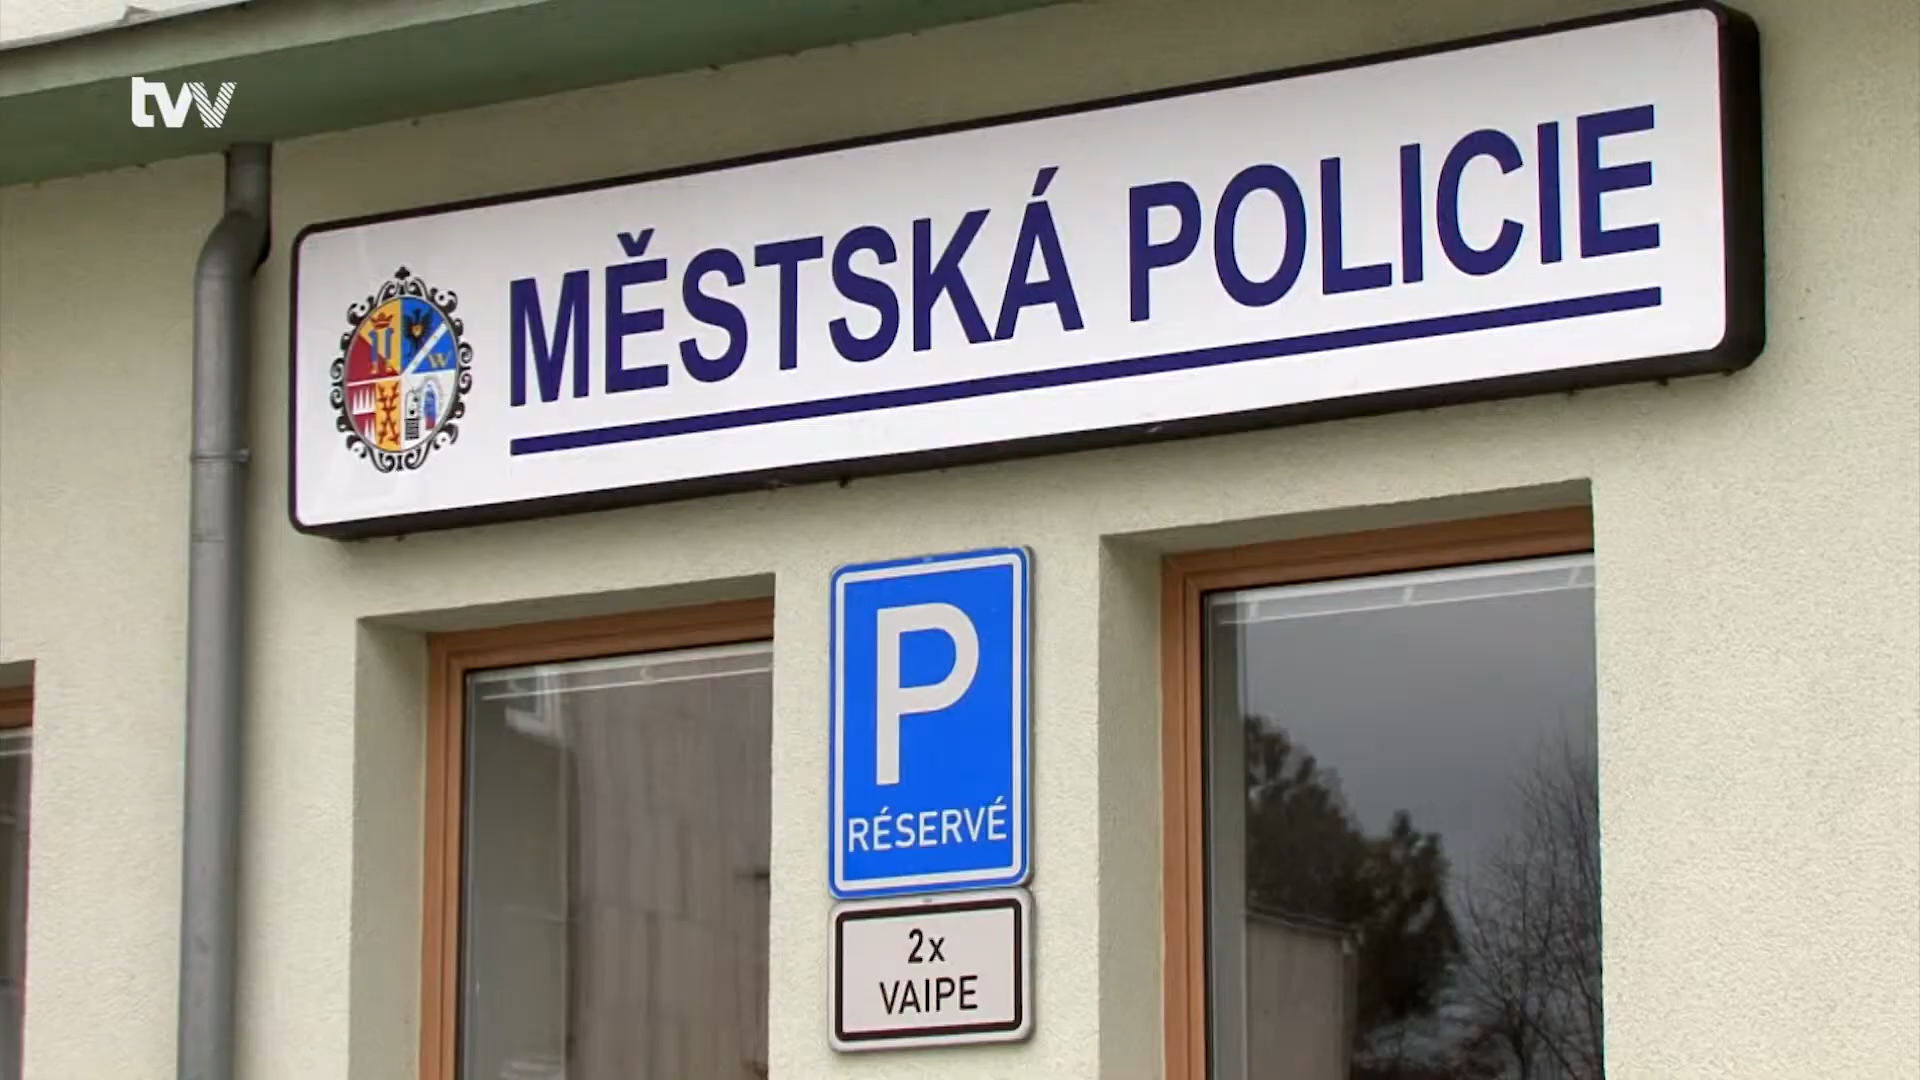 tvv
MĚSTSKÁ POLICIE
P
RÉSERVÉ
2x
VAIPE